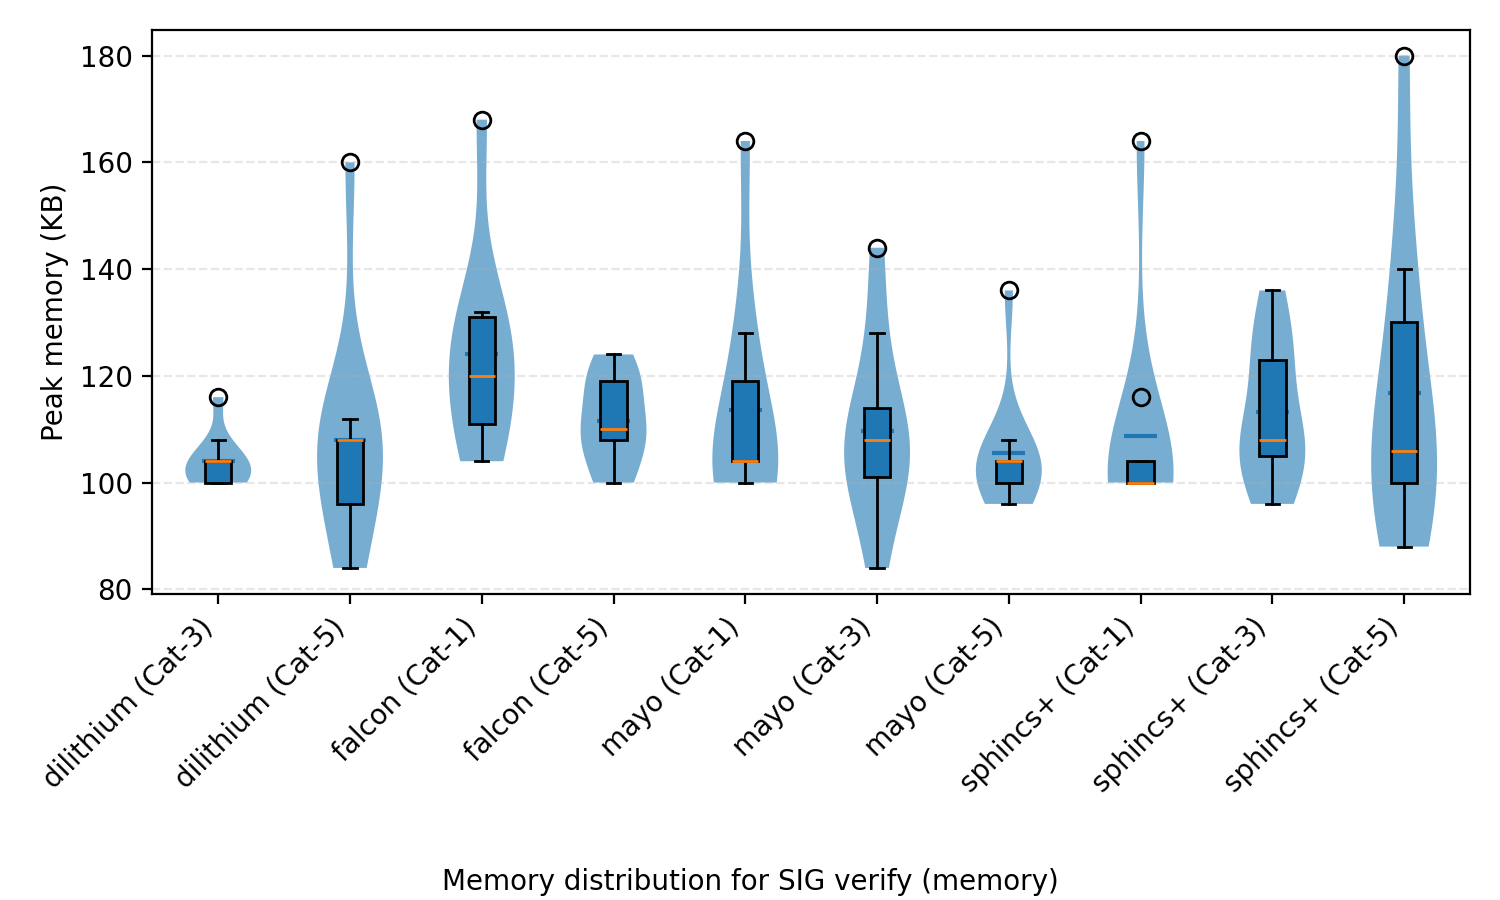 180
160
140
120
100
80
Peak memory (KB)
dilithium (Cat-3)
dilithium (Cat-5)
falcon (Cat-1)
falcon (Cat-5)
mayo (Cat-1)
mayo (Cat-3)
mayo (Cat-5)
sphincs+ (Cat-1)
sphincs+ (Cat-3)
sphincs+ (Cat-5)
Memory distribution for SIG verify (memory)